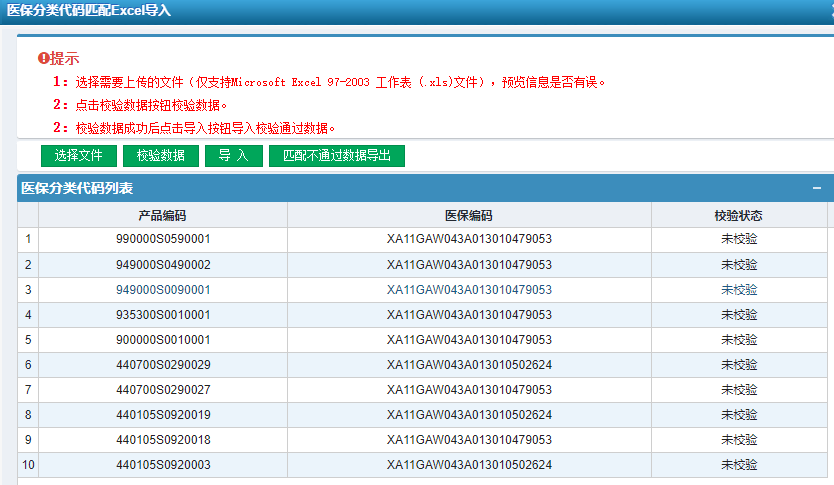 医保分类代码匹配Excel导入
提示
1：选择需要上传的文件（仅支持Microsoft Excel 97-2003 工作表 (.xls)文件），预览信息是否有误。
2：点击校验数据按钮校验数据。
2：校验数据成功后点击导入按钮导入校验通过数据。
选择文件 校验数据 导 入 匹配不通过数据导出
医保分类代码列表
产品编码 医保编码 校验状态
1 990000S0590001 XA11GAW043A013010479053 未校验
2 949000S0490002 XA11GAW043A013010479053 未校验
3 949000S0090001 XA11GAW043A013010479053 未校验
4 935300S0010001 XA11GAW043A013010479053 未校验
5 900000S0010001 XA11GAW043A013010479053 未校验
6 440700S0290029 XA11GAW043A013010502624 未校验
7 440700S0290027 XA11GAW043A013010479053 未校验
8 440105S0920019 XA11GAW043A013010502624 未校验
9 440105S0920018 XA11GAW043A013010479053 未校验
10 440105S0920003 XA11GAW043A013010502624 未校验